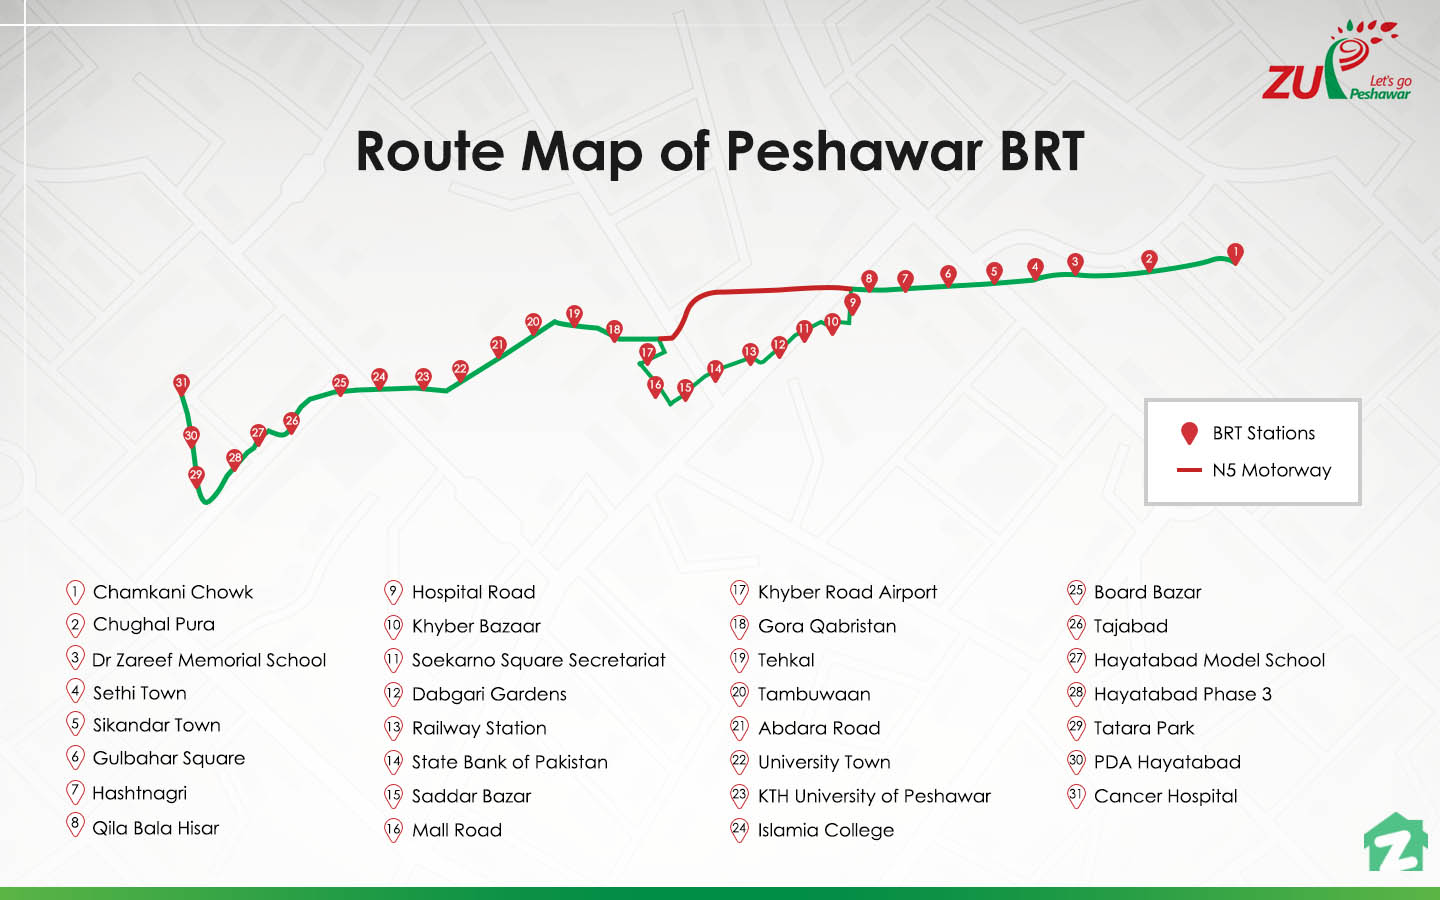 ZU
Let's go
Peshawar
Route Map of Peshawar BRT
1
2
3
4
5
6
7
8
9
10
11
12
13
14
15
16
17
18
19
20
21
22
23
24
25
26
27
28
29
30
31
BRT Stations
N5 Motorway
1 Chamkani Chowk
2 Chughal Pura
3 Dr Zareef Memorial School
4 Sethi Town
5 Sikandar Town
6 Gulbahar Square
7 Hashtnagri
8 Qila Bala Hisar
9 Hospital Road
10 Khyber Bazaar
11 Soekarno Square Secretariat
12 Dabgari Gardens
13 Railway Station
14 State Bank of Pakistan
15 Saddar Bazar
16 Mall Road
17 Khyber Road Airport
18 Gora Qabristan
19 Tehkal
20 Tambuwaan
21 Abdara Road
22 University Town
23 KTH University of Peshawar
24 Islamia College
25 Board Bazar
26 Tajabad
27 Hayatabad Model School
28 Hayatabad Phase 3
29 Tatara Park
30 PDA Hayatabad
31 Cancer Hospital